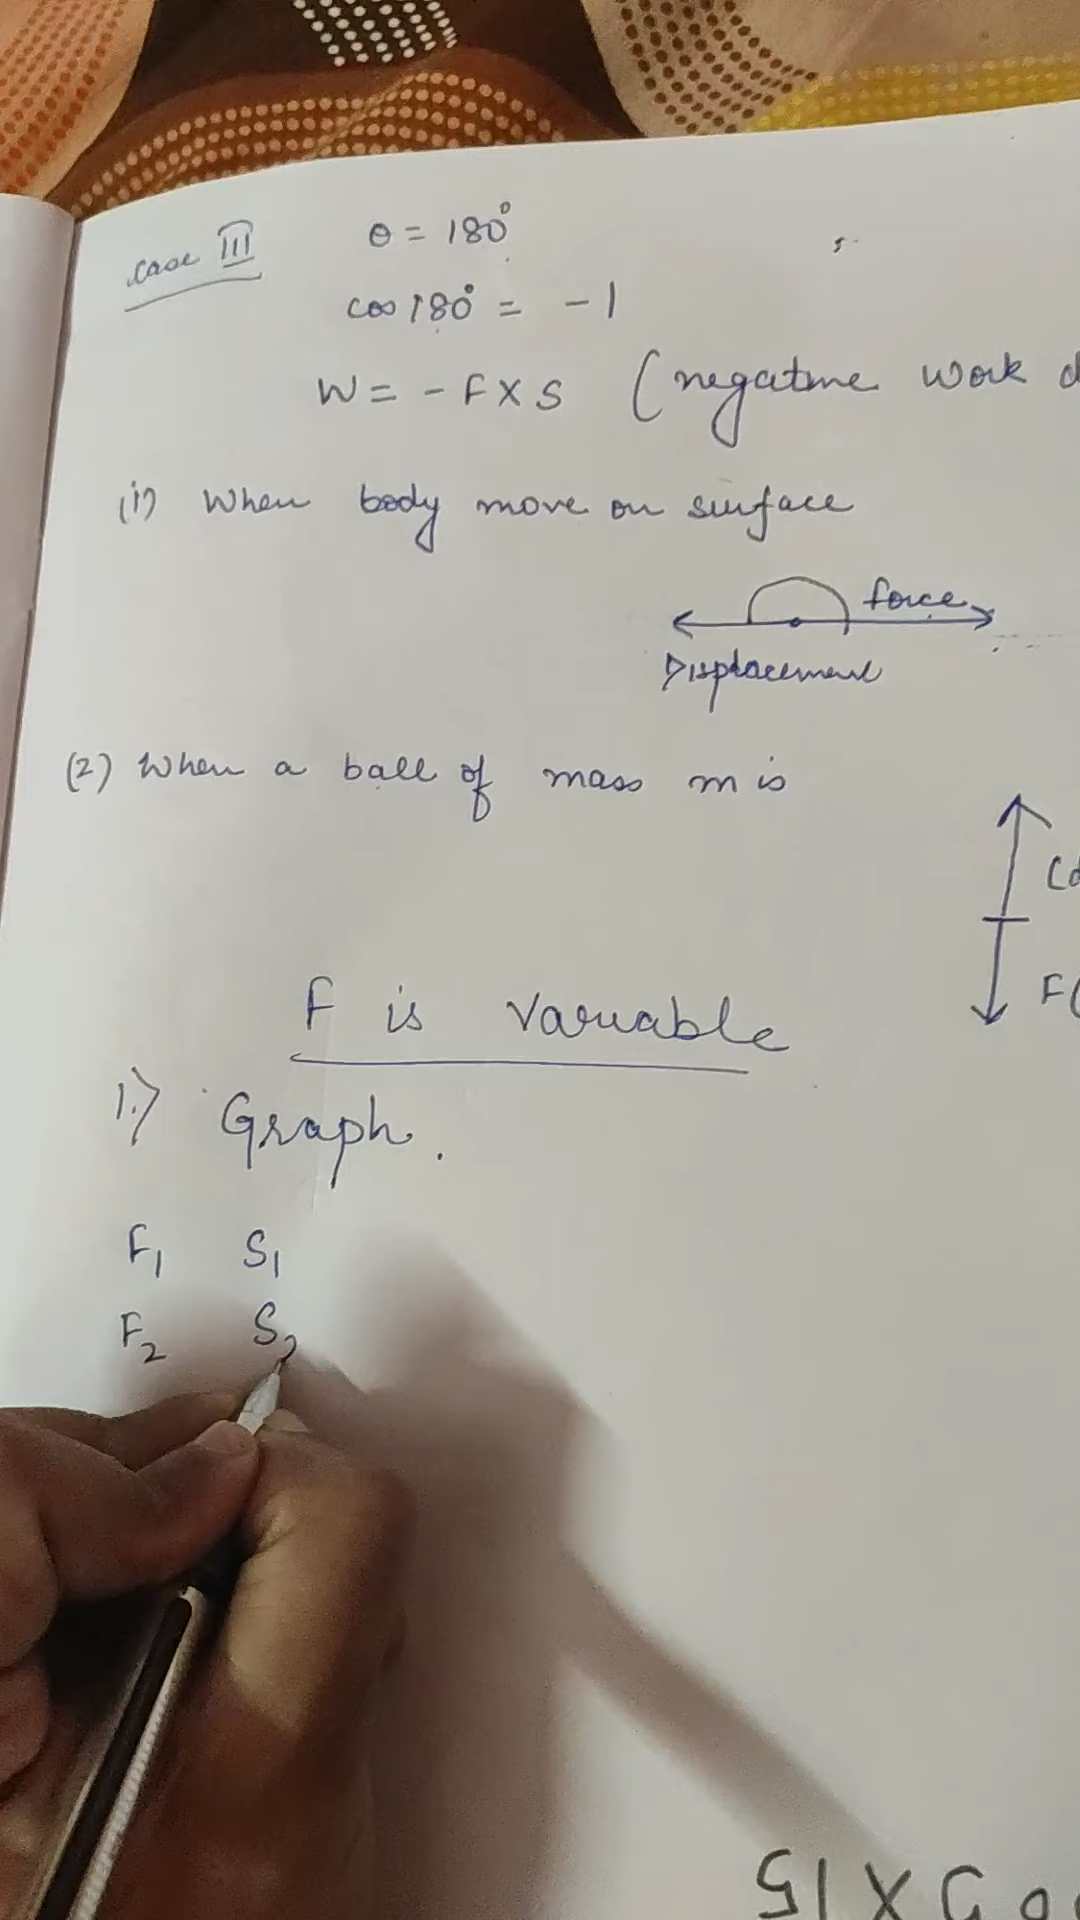 Case III
θ = 180°
cos 180° = -1
W = - F X S (negative work d
(i) When body move on surface
force
Displacement
(2) When a ball of mass m is
F(
F is variable
1.) Graph.
F1 S1
F2 S2